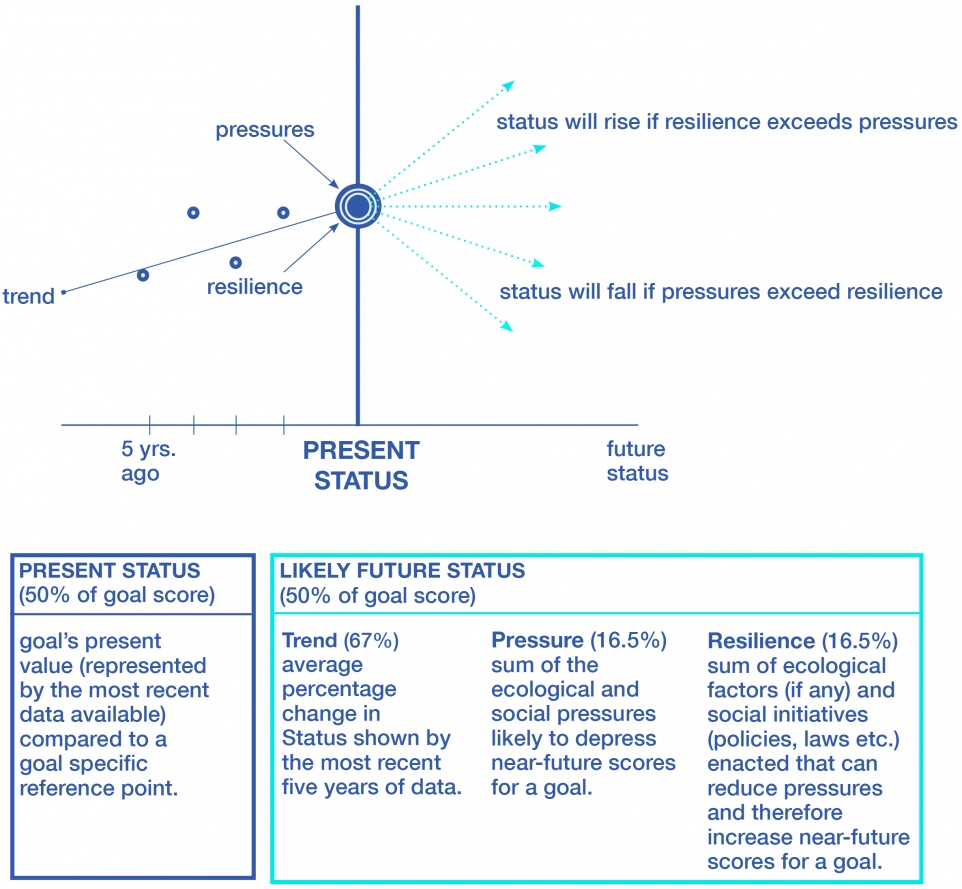 pressures
status will rise if resilience exceeds pressures
trend
resilience
status will fall if pressures exceed resilience
5 yrs.
ago
PRESENT
STATUS
future
status
PRESENT STATUS
(50% of goal score)
goal's present
value (represented
by the most recent
data available)
compared to a
goal specific
reference point.
LIKELY FUTURE STATUS
(50% of goal score)
Trend (67%)
average
percentage
change in
Status shown by
the most recent
five years of data.
Pressure (16.5%)
sum of the
ecological and
social pressures
likely to depress
near-future scores
for a goal.
Resilience (16.5%)
sum of ecological
factors (if any) and
social initiatives
(policies, laws etc.)
enacted that can
reduce pressures
and therefore
increase near-future
scores for a goal.